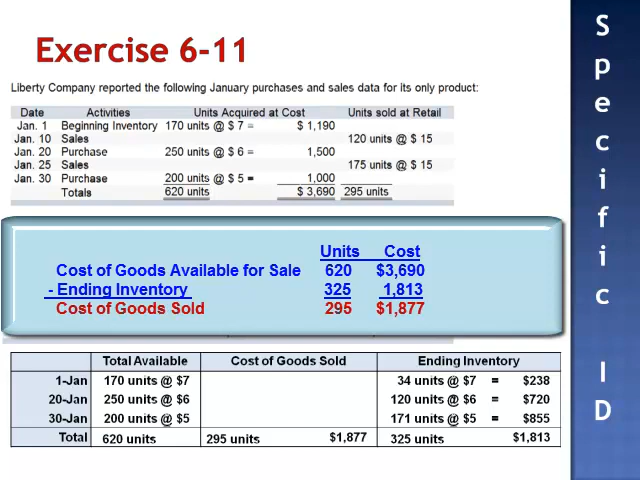 Exercise 6-11
Liberty Company reported the following January purchases and sales data for its only product:
Date Activities Units Acquired at Cost Units sold at Retail
Jan. 1 Beginning Inventory 170 units @ $ 7 = $ 1,190
Jan. 10 Sales 120 units @ $ 15
Jan. 20 Purchase 250 units @ $ 6 = 1,500
Jan. 25 Sales 175 units @ $ 15
Jan. 30 Purchase 200 units @ $ 5 = 1,000
Totals 620 units $ 3,690 295 units
Units Cost
Cost of Goods Available for Sale 620 $3,690
- Ending Inventory 325 1,813
Cost of Goods Sold 295 $1,877
Total Available Cost of Goods Sold Ending Inventory
1-Jan 170 units @ $7 34 units @ $7 = $238
20-Jan 250 units @ $6 120 units @ $6 = $720
30-Jan 200 units @ $5 171 units @ $5 = $855
Total 620 units 295 units $1,877 325 units $1,813
S
p
e
c
i
f
i
c
I
D